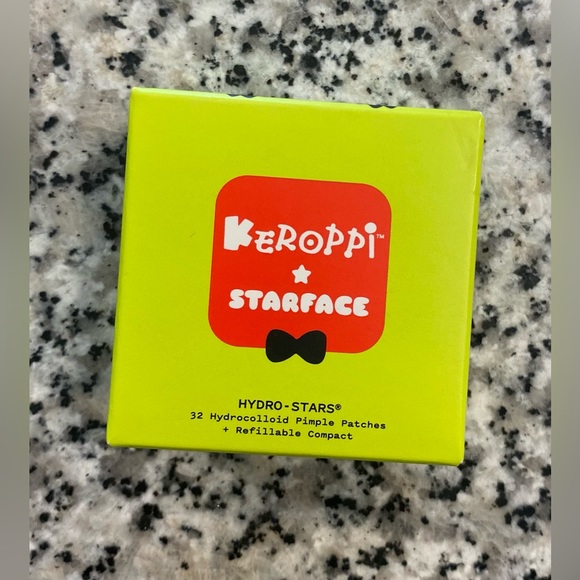 KEROPPI™
STARFACE
HYDRO-STARS®
32 Hydrocolloid Pimple Patches
+ Refillable Compact